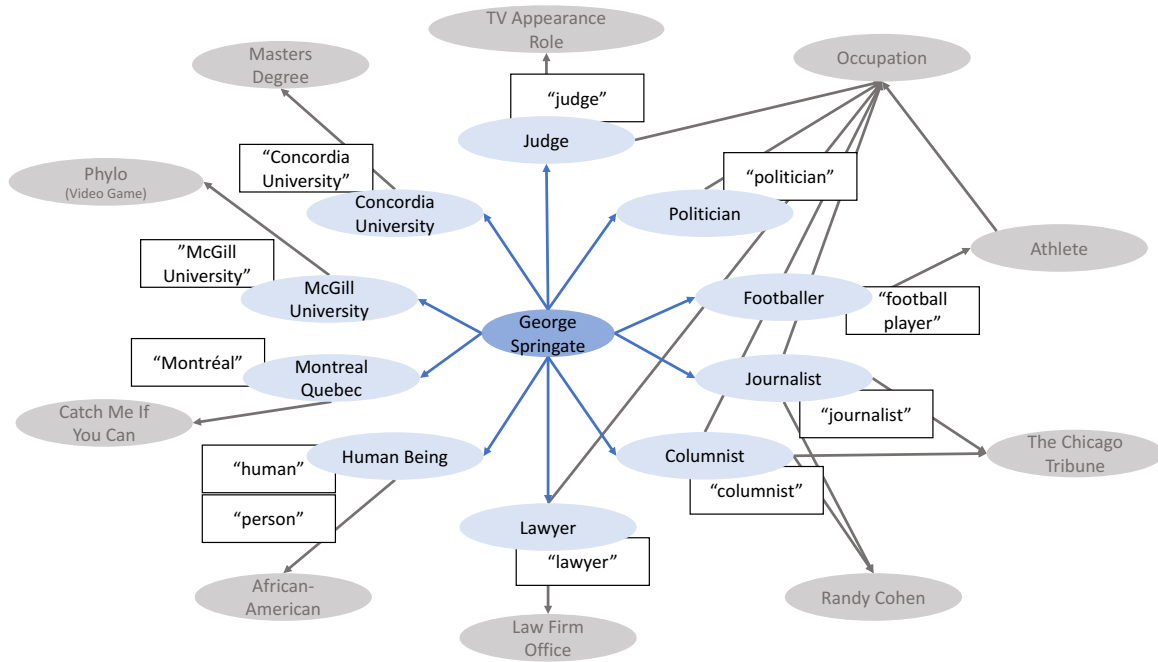 TV Appearance
Role
Masters
Degree
Occupation
“judge”
Judge
“Concordia
University”
“politician”
Phylo
(Video Game)
Concordia
University
Politician
”McGill
University”
Athlete
McGill
University
Footballer
“football
player”
George
Springate
“Montréal”
Montreal
Quebec
Journalist
“journalist”
Catch Me If
You Can
“human”
Human Being
Columnist
The Chicago
Tribune
“columnist”
“person”
Lawyer
“lawyer”
African-
American
Randy Cohen
Law Firm
Office